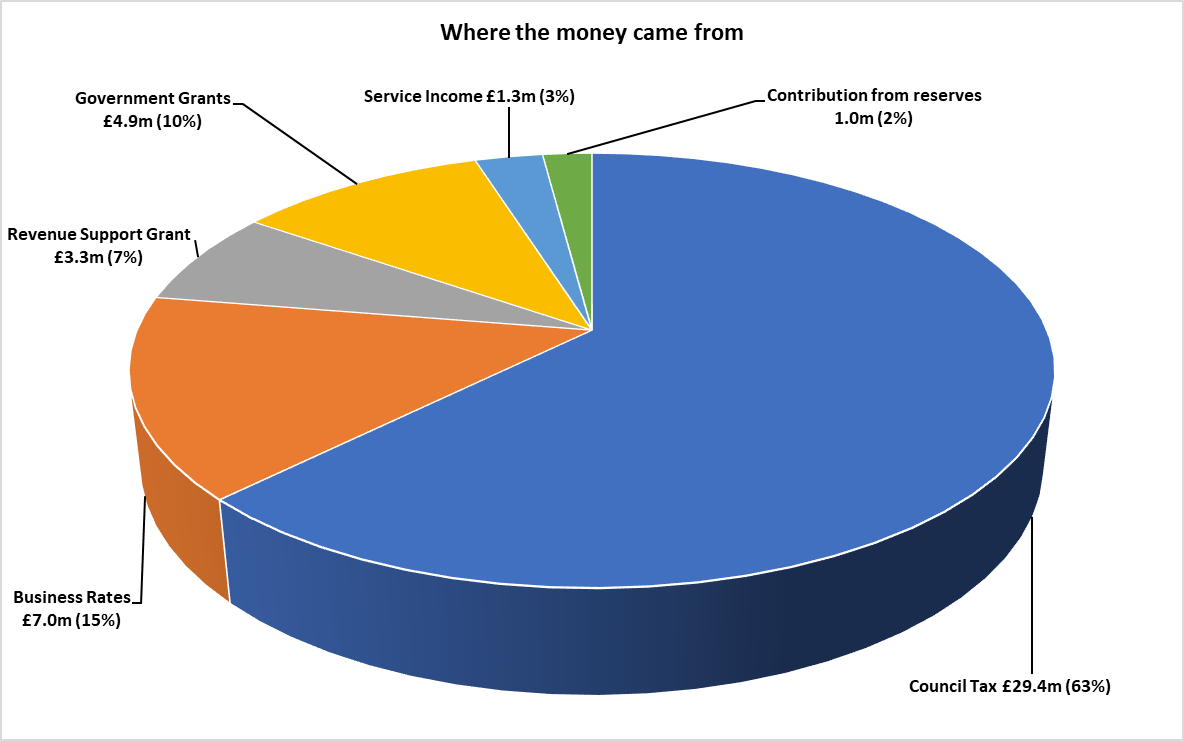 Where the money came from
Government Grants
£4.9m (10%)
Service Income £1.3m (3%)
Contribution from reserves
1.0m (2%)
Revenue Support Grant
£3.3m (7%)
Business Rates
£7.0m (15%)
Council Tax £29.4m (63%)